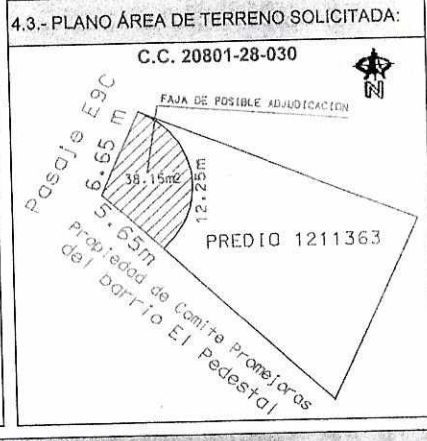 4.3.- PLANO ÁREA DE TERRENO SOLICITADA:
C.C. 20801-28-030
N
FAJA DE POSIBLE ADJUDICACION
Pasaje E9C
6.65 m
38.15m2
12.25m
5.65m
PREDIO 1211363
Propiedad de Comite Promejoras
del barrio El Pedestal